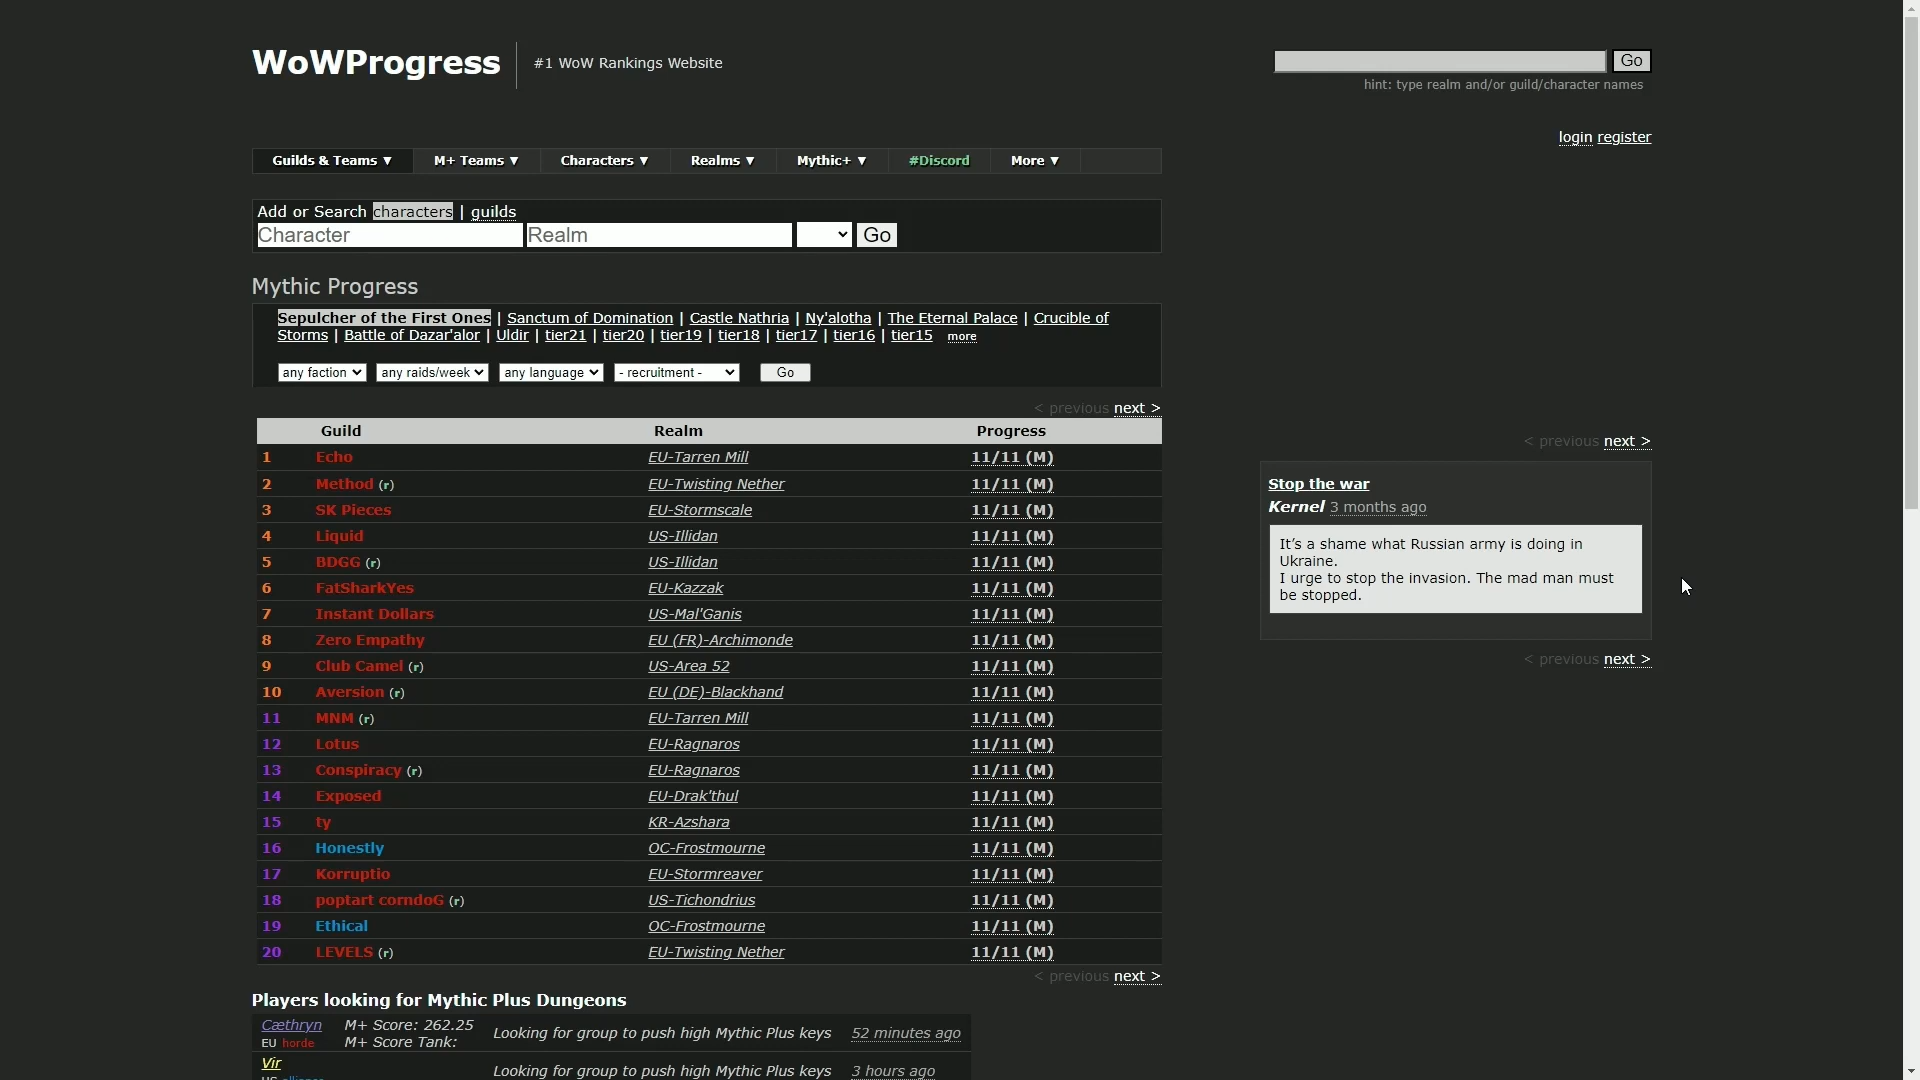 WoWProgress
#1 WoW Rankings Website
Go
hint: type realm and/or guild/character names
login register
Guilds & Teams ▼ M+ Teams ▼ Characters ▼ Realms ▼ Mythic+ ▼ #Discord More ▼
Add or Search characters | guilds
Character Realm Go
Mythic Progress
Sepulcher of the First Ones | Sanctum of Domination | Castle Nathria | Ny'alotha | The Eternal Palace | Crucible of
Storms | Battle of Dazar'alor | Uldir | tier21 | tier20 | tier19 | tier18 | tier17 | tier16 | tier15 more
any faction any raids/week any language - recruitment - Go
< previous next >
Guild Realm Progress
1 Echo EU-Tarren Mill 11/11 (M)
2 Method (r) EU-Twisting Nether 11/11 (M)
3 SK Pieces EU-Stormscale 11/11 (M)
4 Liquid US-Illidan 11/11 (M)
5 BDGG (r) US-Illidan 11/11 (M)
6 FatSharkYes EU-Kazzak 11/11 (M)
7 Instant Dollars US-Mal'Ganis 11/11 (M)
8 Zero Empathy EU (FR)-Archimonde 11/11 (M)
9 Club Camel (r) US-Area 52 11/11 (M)
10 Aversion (r) EU (DE)-Blackhand 11/11 (M)
11 MNM (r) EU-Tarren Mill 11/11 (M)
12 Lotus EU-Ragnaros 11/11 (M)
13 Conspiracy (r) EU-Ragnaros 11/11 (M)
14 Exposed EU-Drak'thul 11/11 (M)
15 ty KR-Azshara 11/11 (M)
16 Honestly OC-Frostmourne 11/11 (M)
17 Korruptio EU-Stormreaver 11/11 (M)
18 poptart corndoG (r) US-Tichondrius 11/11 (M)
19 Ethical OC-Frostmourne 11/11 (M)
20 LEVELS (r) EU-Twisting Nether 11/11 (M)
< previous next >
Players looking for Mythic Plus Dungeons
Cæthryn M+ Score: 262.25 Looking for group to push high Mythic Plus keys 52 minutes ago
EU horde M+ Score Tank:
Vir Looking for group to push high Mythic Plus keys 3 hours ago
< previous next >
Stop the war
Kernel 3 months ago
It's a shame what Russian army is doing in
Ukraine.
I urge to stop the invasion. The mad man must
be stopped.
< previous next >